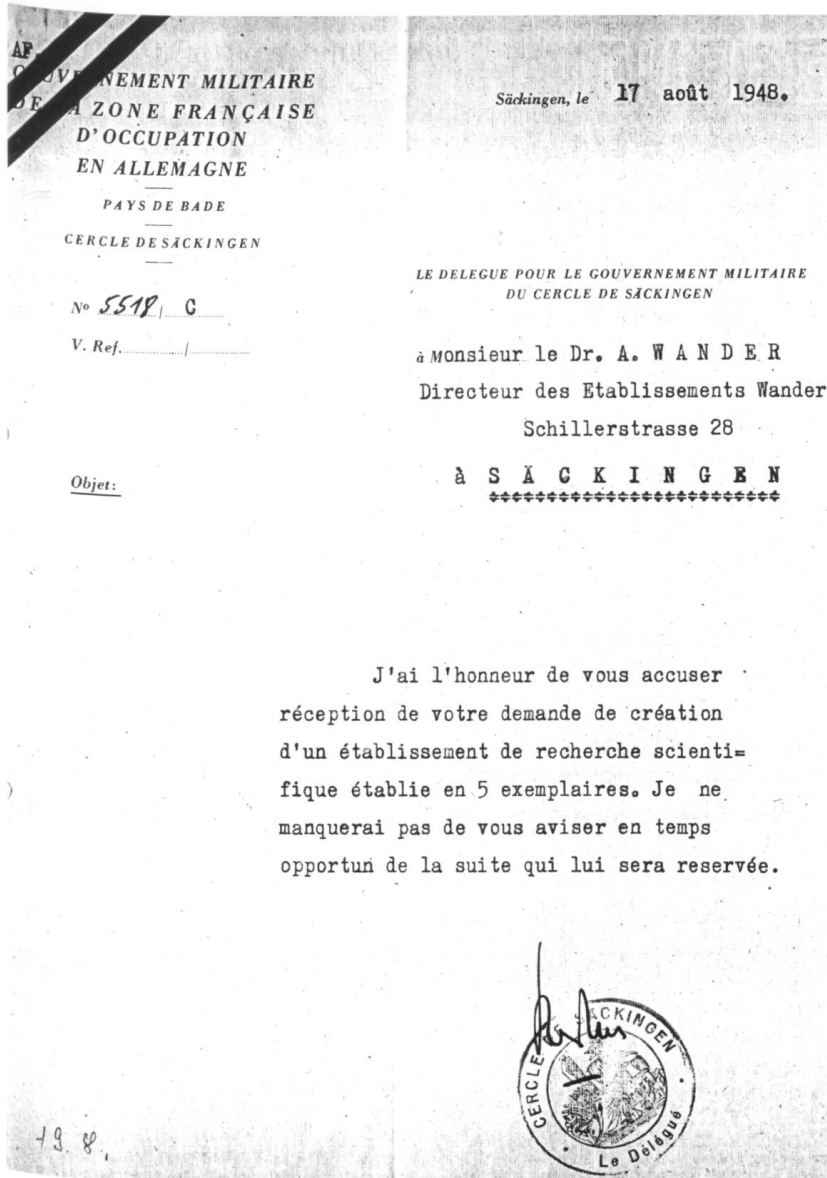 AF.
GOUVERNEMENT MILITAIRE
DE LA ZONE FRANÇAISE
D'OCCUPATION
EN ALLEMAGNE
PAYS DE BADE
CERCLE DE SÄCKINGEN
No 5518/ C
V. Ref. /
Objet:
Säckingen, le 17 août 1948.
LE DELEGUE POUR LE GOUVERNEMENT MILITAIRE
DU CERCLE DE SÄCKINGEN
à Monsieur le Dr. A. W A N D E R
Directeur des Etablissements Wander
Schillerstrasse 28
à S Ä C K I N G E N
J'ai l'honneur de vous accuser
réception de votre demande de création
d'un établissement de recherche scienti=
fique établie en 5 exemplaires. Je ne
manquerai pas de vous aviser en temps
opportun de la suite qui lui sera reservée.
CERCLE DE SÄCKINGEN
Le Délégué
19. 8.